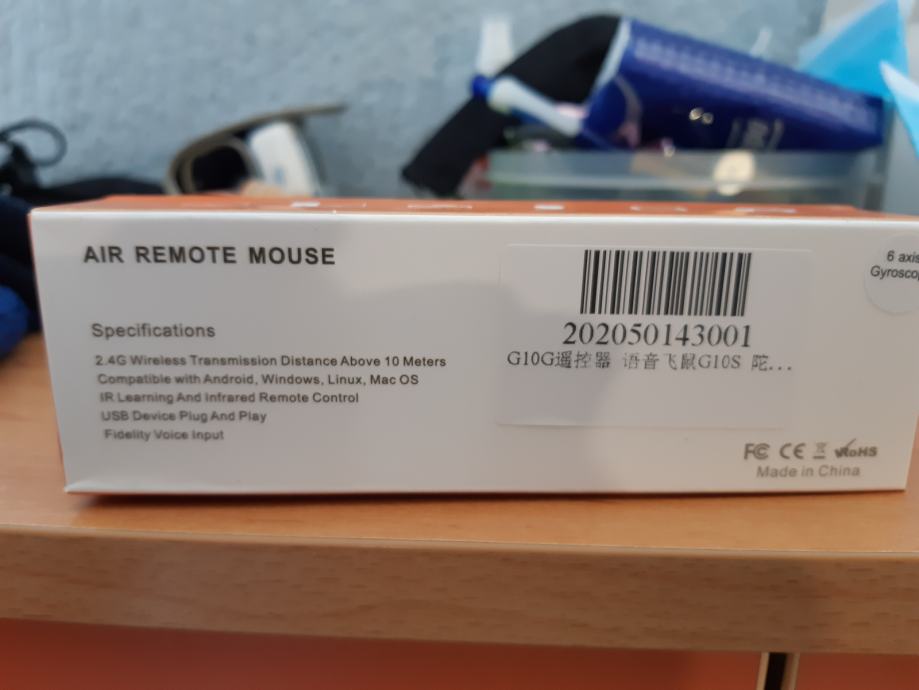 AIR REMOTE MOUSE
Specifications
2.4G Wireless Transmission Distance Above 10 Meters
Compatible with Android, Windows, Linux, Mac OS
IR Learning And Infrared Remote Control
USB Device Plug And Play
Fidelity Voice Input
202050143001
G10G遥控器 语音飞鼠G10S 陀...
6 axis
Gyroscop
FC CE RoHS
Made in China